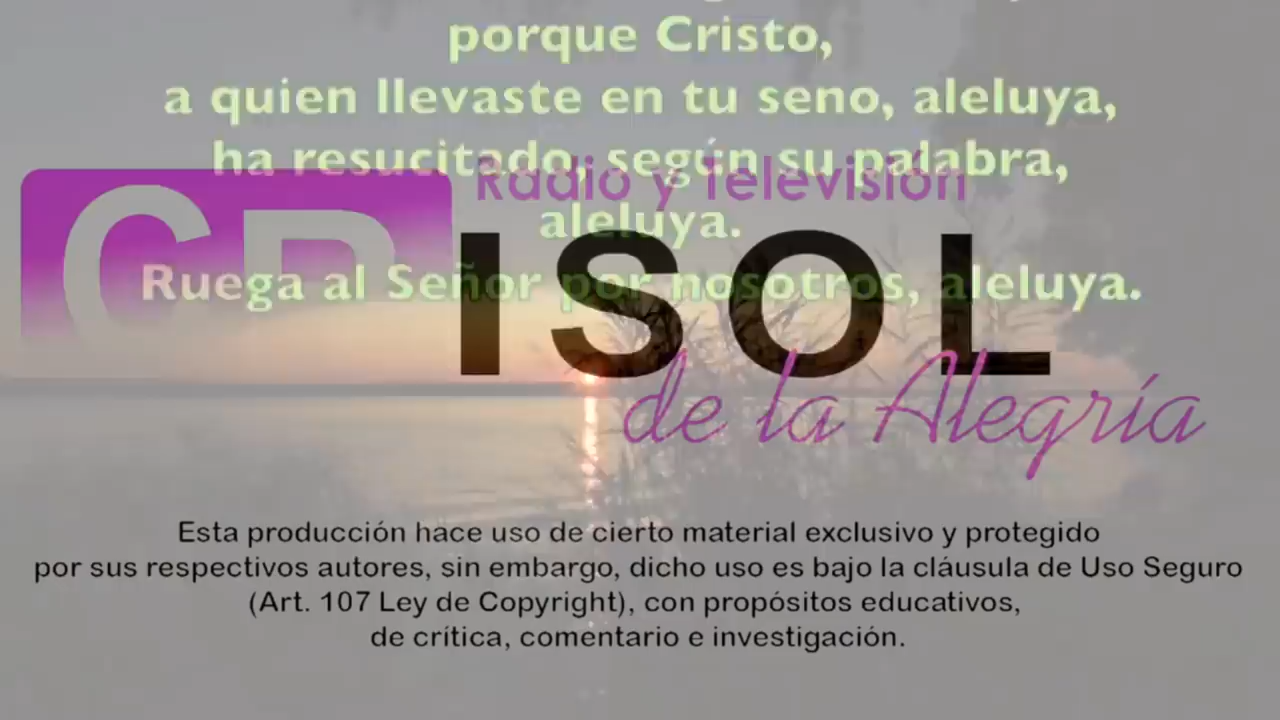 porque Cristo,
a quien llevaste en tu seno, aleluya,
ha resucitado, según su palabra,
aleluya.
Ruega al Señor por nosotros, aleluya.
Radio y Televisión
CRISOL
de la Alegría
Esta producción hace uso de cierto material exclusivo y protegido
por sus respectivos autores, sin embargo, dicho uso es bajo la cláusula de Uso Seguro
(Art. 107 Ley de Copyright), con propósitos educativos,
de crítica, comentario e investigación.